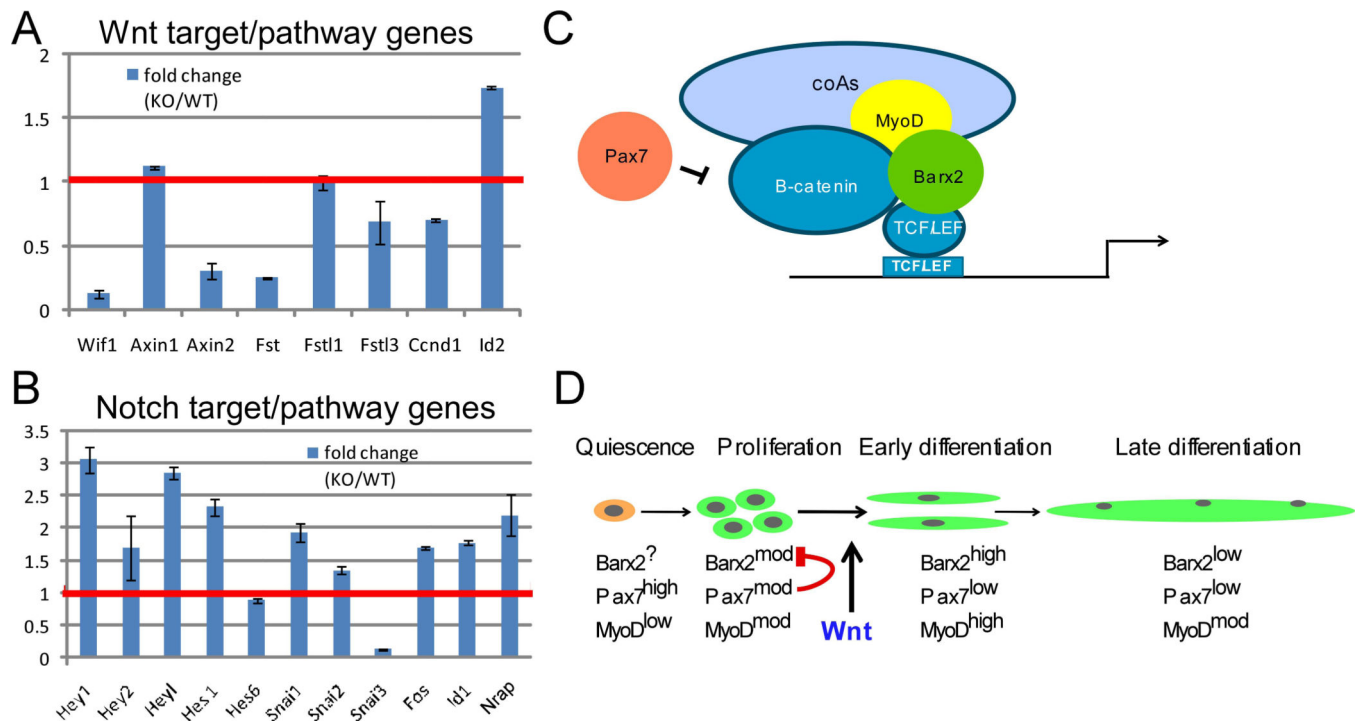 A
Wnt target/pathway genes
fold change
(KO/WT)
2
1.5
1
0.5
0
Wif1 Axin1 Axin2 Fst Fstl1 Fstl3 Ccnd1 Id2
B
Notch target/pathway genes
fold change
(KO/WT)
3.5
3
2.5
2
1.5
1
0.5
0
Hey1 Hey2 Heyl Hes1 Hes6 Snai1 Snai2 Snai3 Fos Id1 Nrap
C
coAs
MyoD
Pax7
B-catenin
Barx2
TCF/LEF
TCFLEF
D
Quiescence Proliferation Early differentiation Late differentiation
Barx2? Barx2mod Barx2high Barx2low
Pax7high Pax7mod Pax7low Pax7low
MyoDlow MyoDmod Wnt MyoDhigh MyoDmod